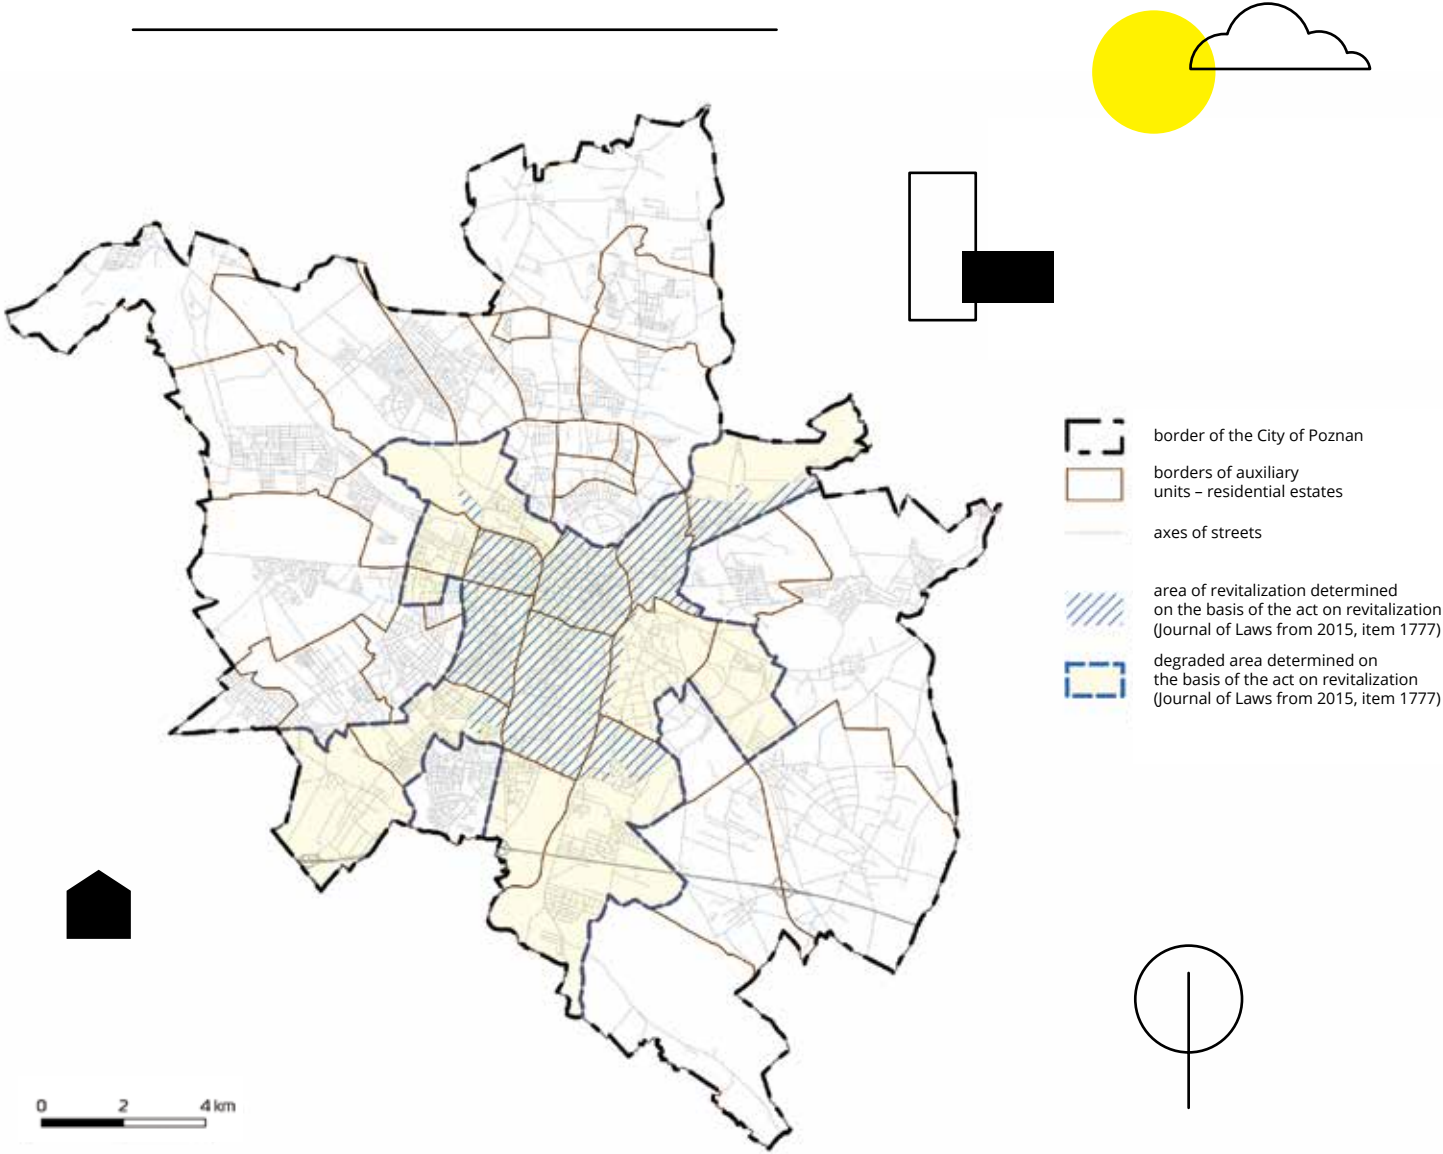 border of the City of Poznan
borders of auxiliary
units – residential estates
axes of streets
area of revitalization determined
on the basis of the act on revitalization
(Journal of Laws from 2015, item 1777)
degraded area determined on
the basis of the act on revitalization
(Journal of Laws from 2015, item 1777)
0 2 4 km